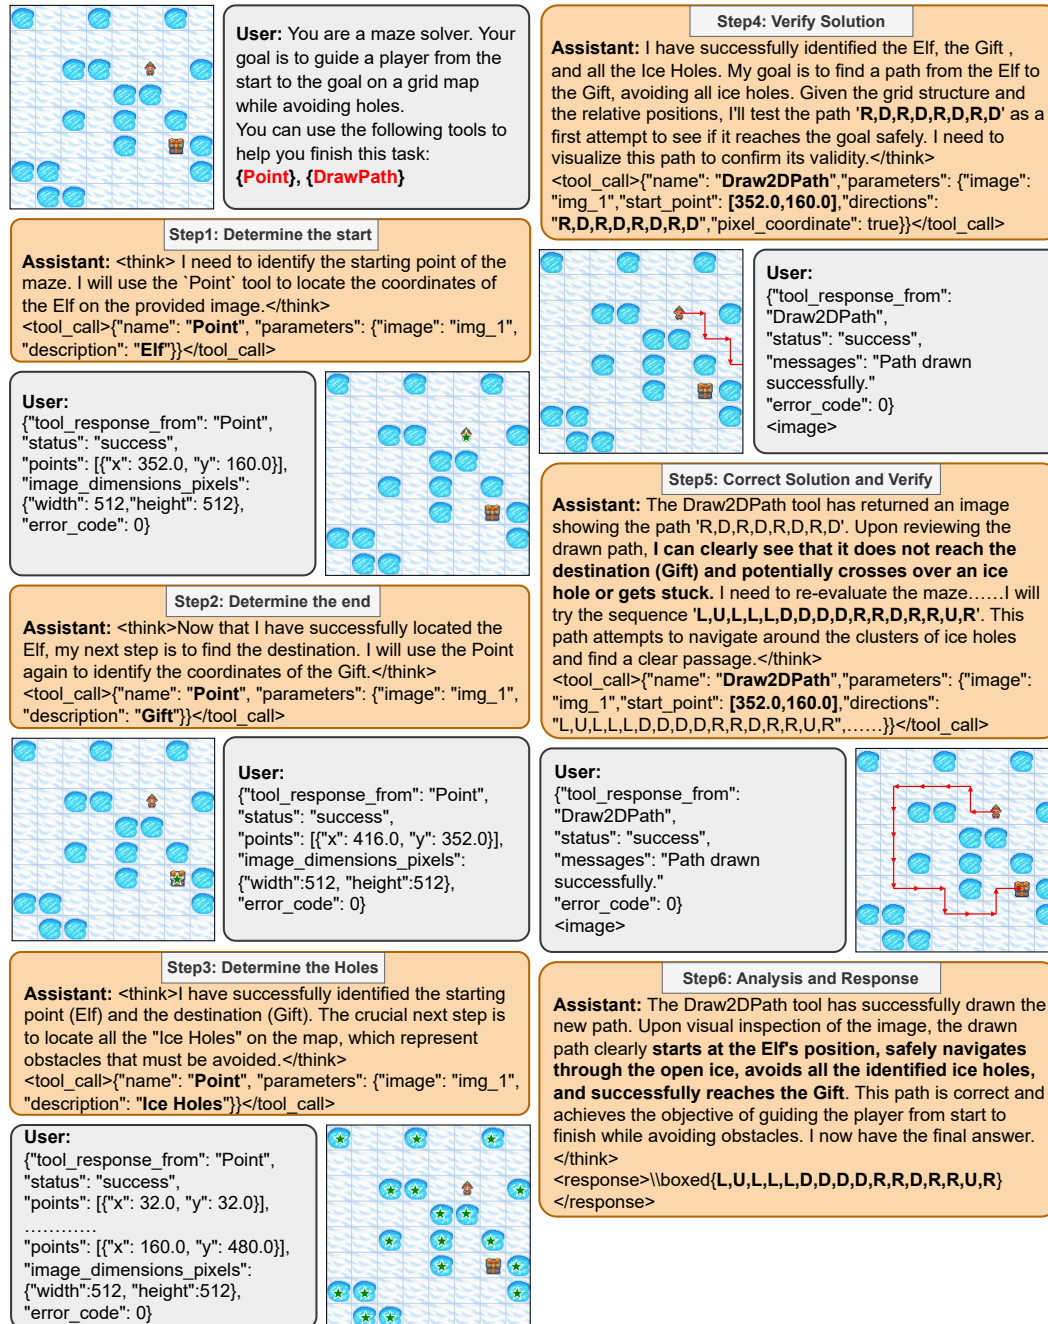 User: You are a maze solver. Your
goal is to guide a player from the
start to the goal on a grid map
while avoiding holes.
You can use the following tools to
help you finish this task:
{Point}, {DrawPath}
Step1: Determine the start
Assistant: <think> I need to identify the starting point of the
maze. I will use the `Point` tool to locate the coordinates of
the Elf on the provided image.</think>
<tool_call>{"name": "Point", "parameters": {"image": "img_1",
"description": "Elf"}}</tool_call>
User:
{"tool_response_from": "Point",
"status": "success",
"points": [{"x": 352.0, "y": 160.0}],
"image_dimensions_pixels":
{"width": 512,"height": 512},
"error_code": 0}
Step2: Determine the end
Assistant: <think>Now that I have successfully located the
Elf, my next step is to find the destination. I will use the Point
again to identify the coordinates of the Gift.</think>
<tool_call>{"name": "Point", "parameters": {"image": "img_1",
"description": "Gift"}}</tool_call>
User:
{"tool_response_from": "Point",
"status": "success",
"points": [{"x": 416.0, "y": 352.0}],
"image_dimensions_pixels":
{"width":512, "height":512},
"error_code": 0}
Step3: Determine the Holes
Assistant: <think>I have successfully identified the starting
point (Elf) and the destination (Gift). The crucial next step is
to locate all the "Ice Holes" on the map, which represent
obstacles that must be avoided.</think>
<tool_call>{"name": "Point", "parameters": {"image": "img_1",
"description": "Ice Holes"}}</tool_call>
User:
{"tool_response_from": "Point",
"status": "success",
"points": [{"x": 32.0, "y": 32.0}],
…………
"points": [{"x": 160.0, "y": 480.0}],
"image_dimensions_pixels":
{"width":512, "height":512},
"error_code": 0}
Step4: Verify Solution
Assistant: I have successfully identified the Elf, the Gift ,
and all the Ice Holes. My goal is to find a path from the Elf to
the Gift, avoiding all ice holes. Given the grid structure and
the relative positions, I'll test the path 'R,D,R,D,R,D,R,D' as a
first attempt to see if it reaches the goal safely. I need to
visualize this path to confirm its validity.</think>
<tool_call>{"name": "Draw2DPath","parameters": {"image":
"img_1","start_point": [352.0,160.0],"directions":
"R,D,R,D,R,D,R,D","pixel_coordinate": true}}</tool_call>
User:
{"tool_response_from":
"Draw2DPath",
"status": "success",
"messages": "Path drawn
successfully."
"error_code": 0}
<image>
Step5: Correct Solution and Verify
Assistant: The Draw2DPath tool has returned an image
showing the path 'R,D,R,D,R,D,R,D'. Upon reviewing the
drawn path, I can clearly see that it does not reach the
destination (Gift) and potentially crosses over an ice
hole or gets stuck. I need to re-evaluate the maze……I will
try the sequence 'L,U,L,L,L,D,D,D,D,R,R,D,R,R,U,R'. This
path attempts to navigate around the clusters of ice holes
and find a clear passage.</think>
<tool_call>{"name": "Draw2DPath","parameters": {"image":
"img_1","start_point": [352.0,160.0],"directions":
"L,U,L,L,L,D,D,D,D,R,R,D,R,R,U,R",……}}</tool_call>
User:
{"tool_response_from":
"Draw2DPath",
"status": "success",
"messages": "Path drawn
successfully."
"error_code": 0}
<image>
Step6: Analysis and Response
Assistant: The Draw2DPath tool has successfully drawn the
new path. Upon visual inspection of the image, the drawn
path clearly starts at the Elf's position, safely navigates
through the open ice, avoids all the identified ice holes,
and successfully reaches the Gift. This path is correct and
achieves the objective of guiding the player from start to
finish while avoiding obstacles. I now have the final answer.
</think>
<response>\\boxed{L,U,L,L,L,D,D,D,D,R,R,D,R,R,U,R}
</response>